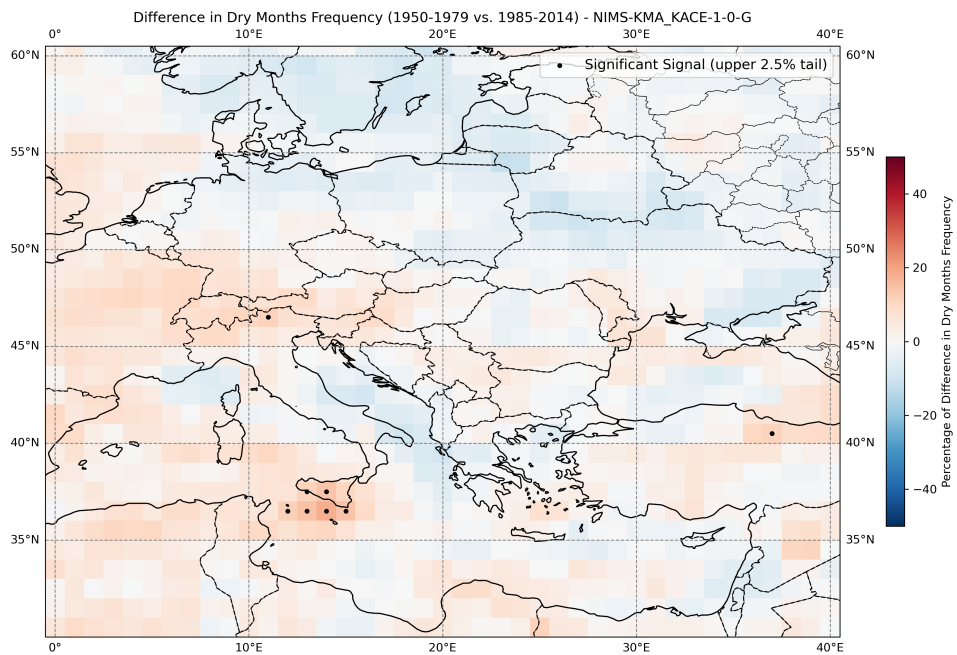 Difference in Dry Months Frequency (1950-1979 vs. 1985-2014) - NIMS-KMA_KACE-1-0-G
0° 10°E 20°E 30°E 40°E
60°N 60°N
Significant Signal (upper 2.5% tail)
55°N 55°N
50°N 50°N
45°N 45°N
40°N 40°N
35°N 35°N
0° 10°E 20°E 30°E 40°E
40
20
0
−20
−40
Percentage of Difference in Dry Months Frequency